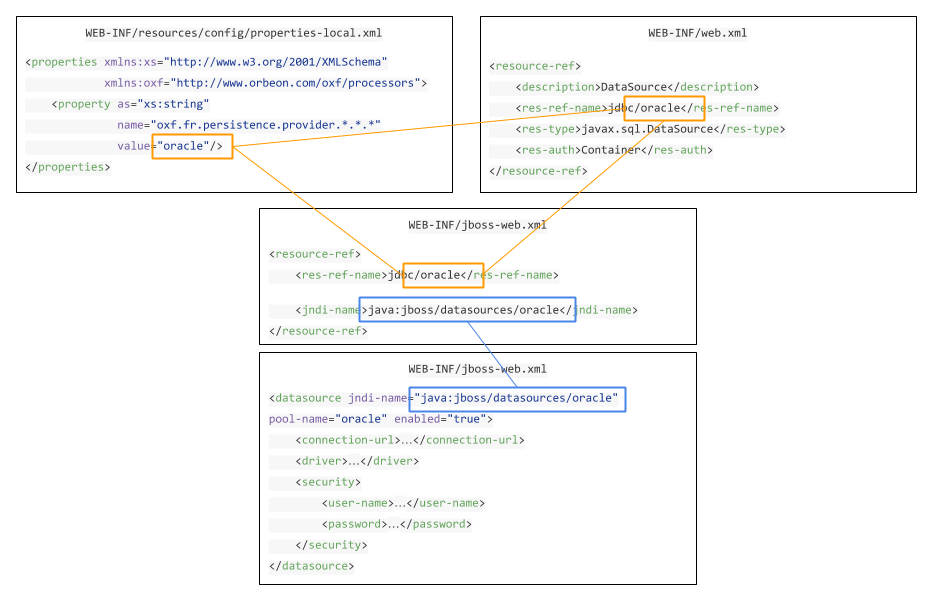 WEB-INF/resources/config/properties-local.xml
<properties xmlns:xs="http://www.w3.org/2001/XMLSchema"
            xmlns:oxf="http://www.orbeon.com/oxf/processors">
    <property as="xs:string"
              name="oxf.fr.persistence.provider.*.*.*"
              value="oracle"/>
</properties>
WEB-INF/web.xml
<resource-ref>
    <description>DataSource</description>
    <res-ref-name>jdbc/oracle</res-ref-name>
    <res-type>javax.sql.DataSource</res-type>
    <res-auth>Container</res-auth>
</resource-ref>
WEB-INF/jboss-web.xml
<resource-ref>
    <res-ref-name>jdbc/oracle</res-ref-name>
    <jndi-name>java:jboss/datasources/oracle</jndi-name>
</resource-ref>
WEB-INF/jboss-web.xml
<datasource jndi-name="java:jboss/datasources/oracle"
pool-name="oracle" enabled="true">
    <connection-url>…</connection-url>
    <driver>…</driver>
    <security>
        <user-name>…</user-name>
        <password>…</password>
    </security>
</datasource>